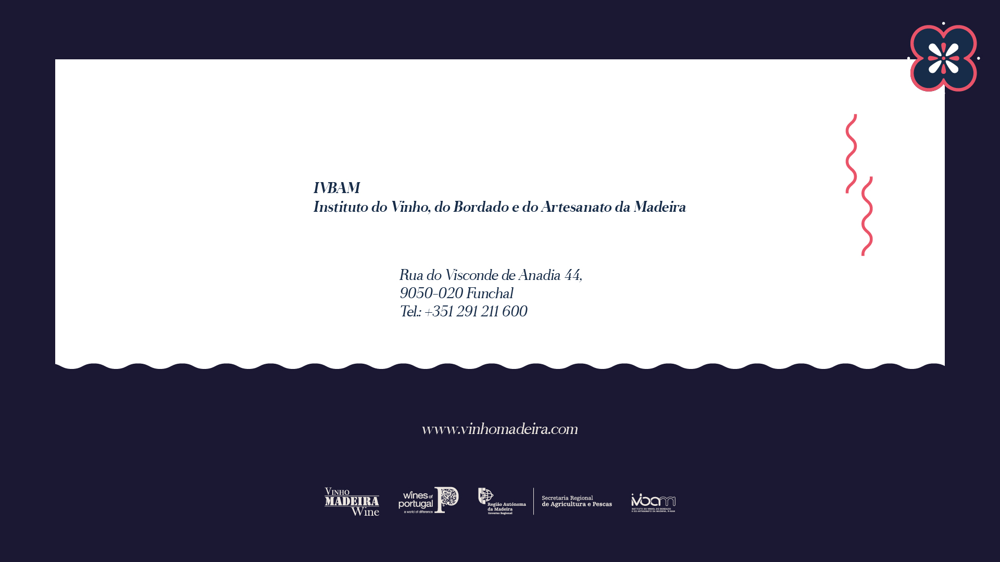 IVBAM
Instituto do Vinho, do Bordado e do Artesanato da Madeira
Rua do Visconde de Anadia 44,
9050-020 Funchal
Tel.: +351 291 211 600
www.vinhomadeira.com
VINHO
MADEIRA
Wine
wines of
portugal
a world of difference
P
Região Autónoma
da Madeira
Governo Regional
Secretaria Regional
de Agricultura e Pescas
ivbam
INSTITUTO DO VINHO, DO BORDADO
E DO ARTESANATO DA MADEIRA, IP-RAM